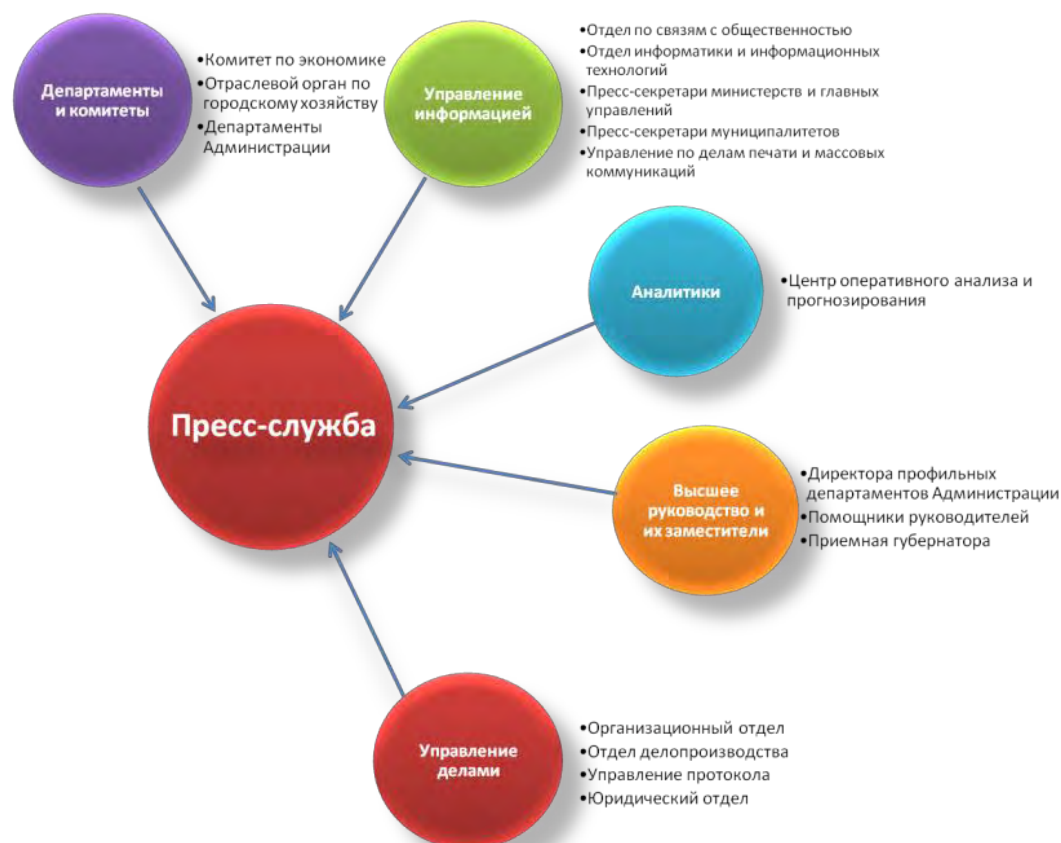 Департаменты
и комитеты
•Комитет по экономике
•Отраслевой орган по
городскому хозяйству
•Департаменты
Администрации
Управление
информацией
•Отдел по связям с общественностью
•Отдел информатики и информационных
технологий
•Пресс-секретари министерств и главных
управлений
•Пресс-секретари муниципалитетов
•Управление по делам печати и массовых
коммуникаций
Аналитики
•Центр оперативного анализа и
прогнозирования
Пресс-служба
Высшее
руководство и
их заместители
•Директора профильных
департаментов Администрации
•Помощники руководителей
•Приемная губернатора
Управление
делами
•Организационный отдел
•Отдел делопроизводства
•Управление протокола
•Юридический отдел